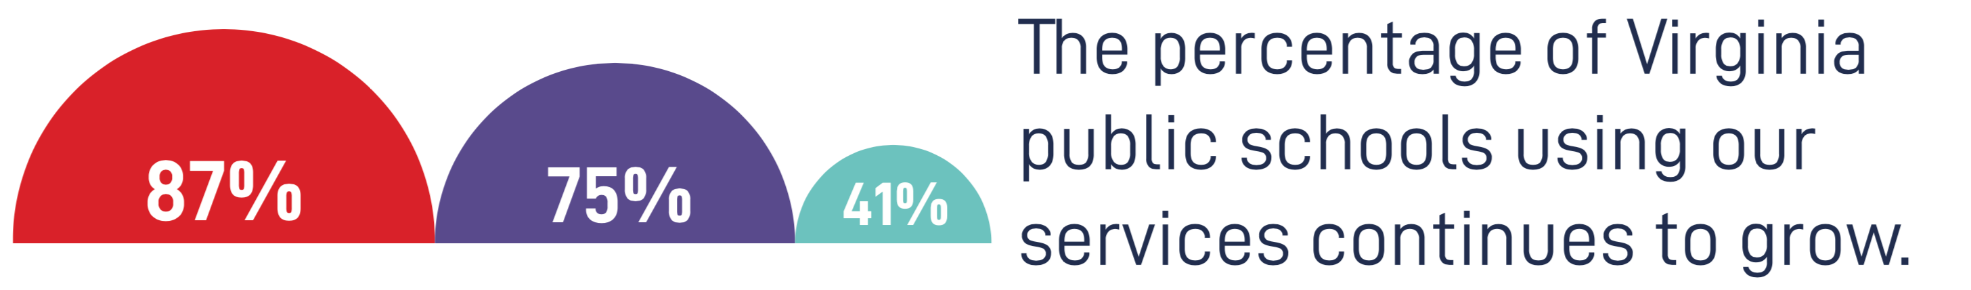 87%
75%
41%
The percentage of Virginia
public schools using our
services continues to grow.